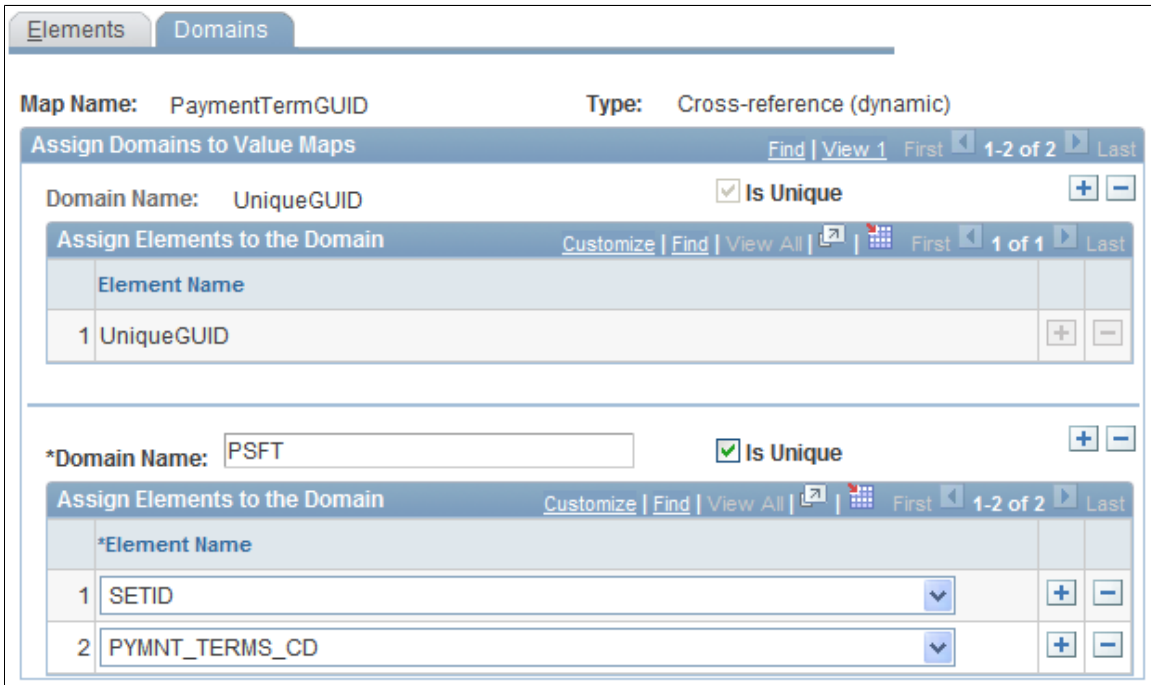 Elements Domains
Map Name: PaymentTermGUID Type: Cross-reference (dynamic)
Assign Domains to Value Maps Find | View 1 First 1-2 of 2 Last
Domain Name: UniqueGUID Is Unique
Assign Elements to the Domain Customize | Find | View All | | First 1 of 1 Last
Element Name
1 UniqueGUID
*Domain Name: PSFT Is Unique
Assign Elements to the Domain Customize | Find | View All | | First 1-2 of 2 Last
*Element Name
1 SETID
2 PYMNT_TERMS_CD